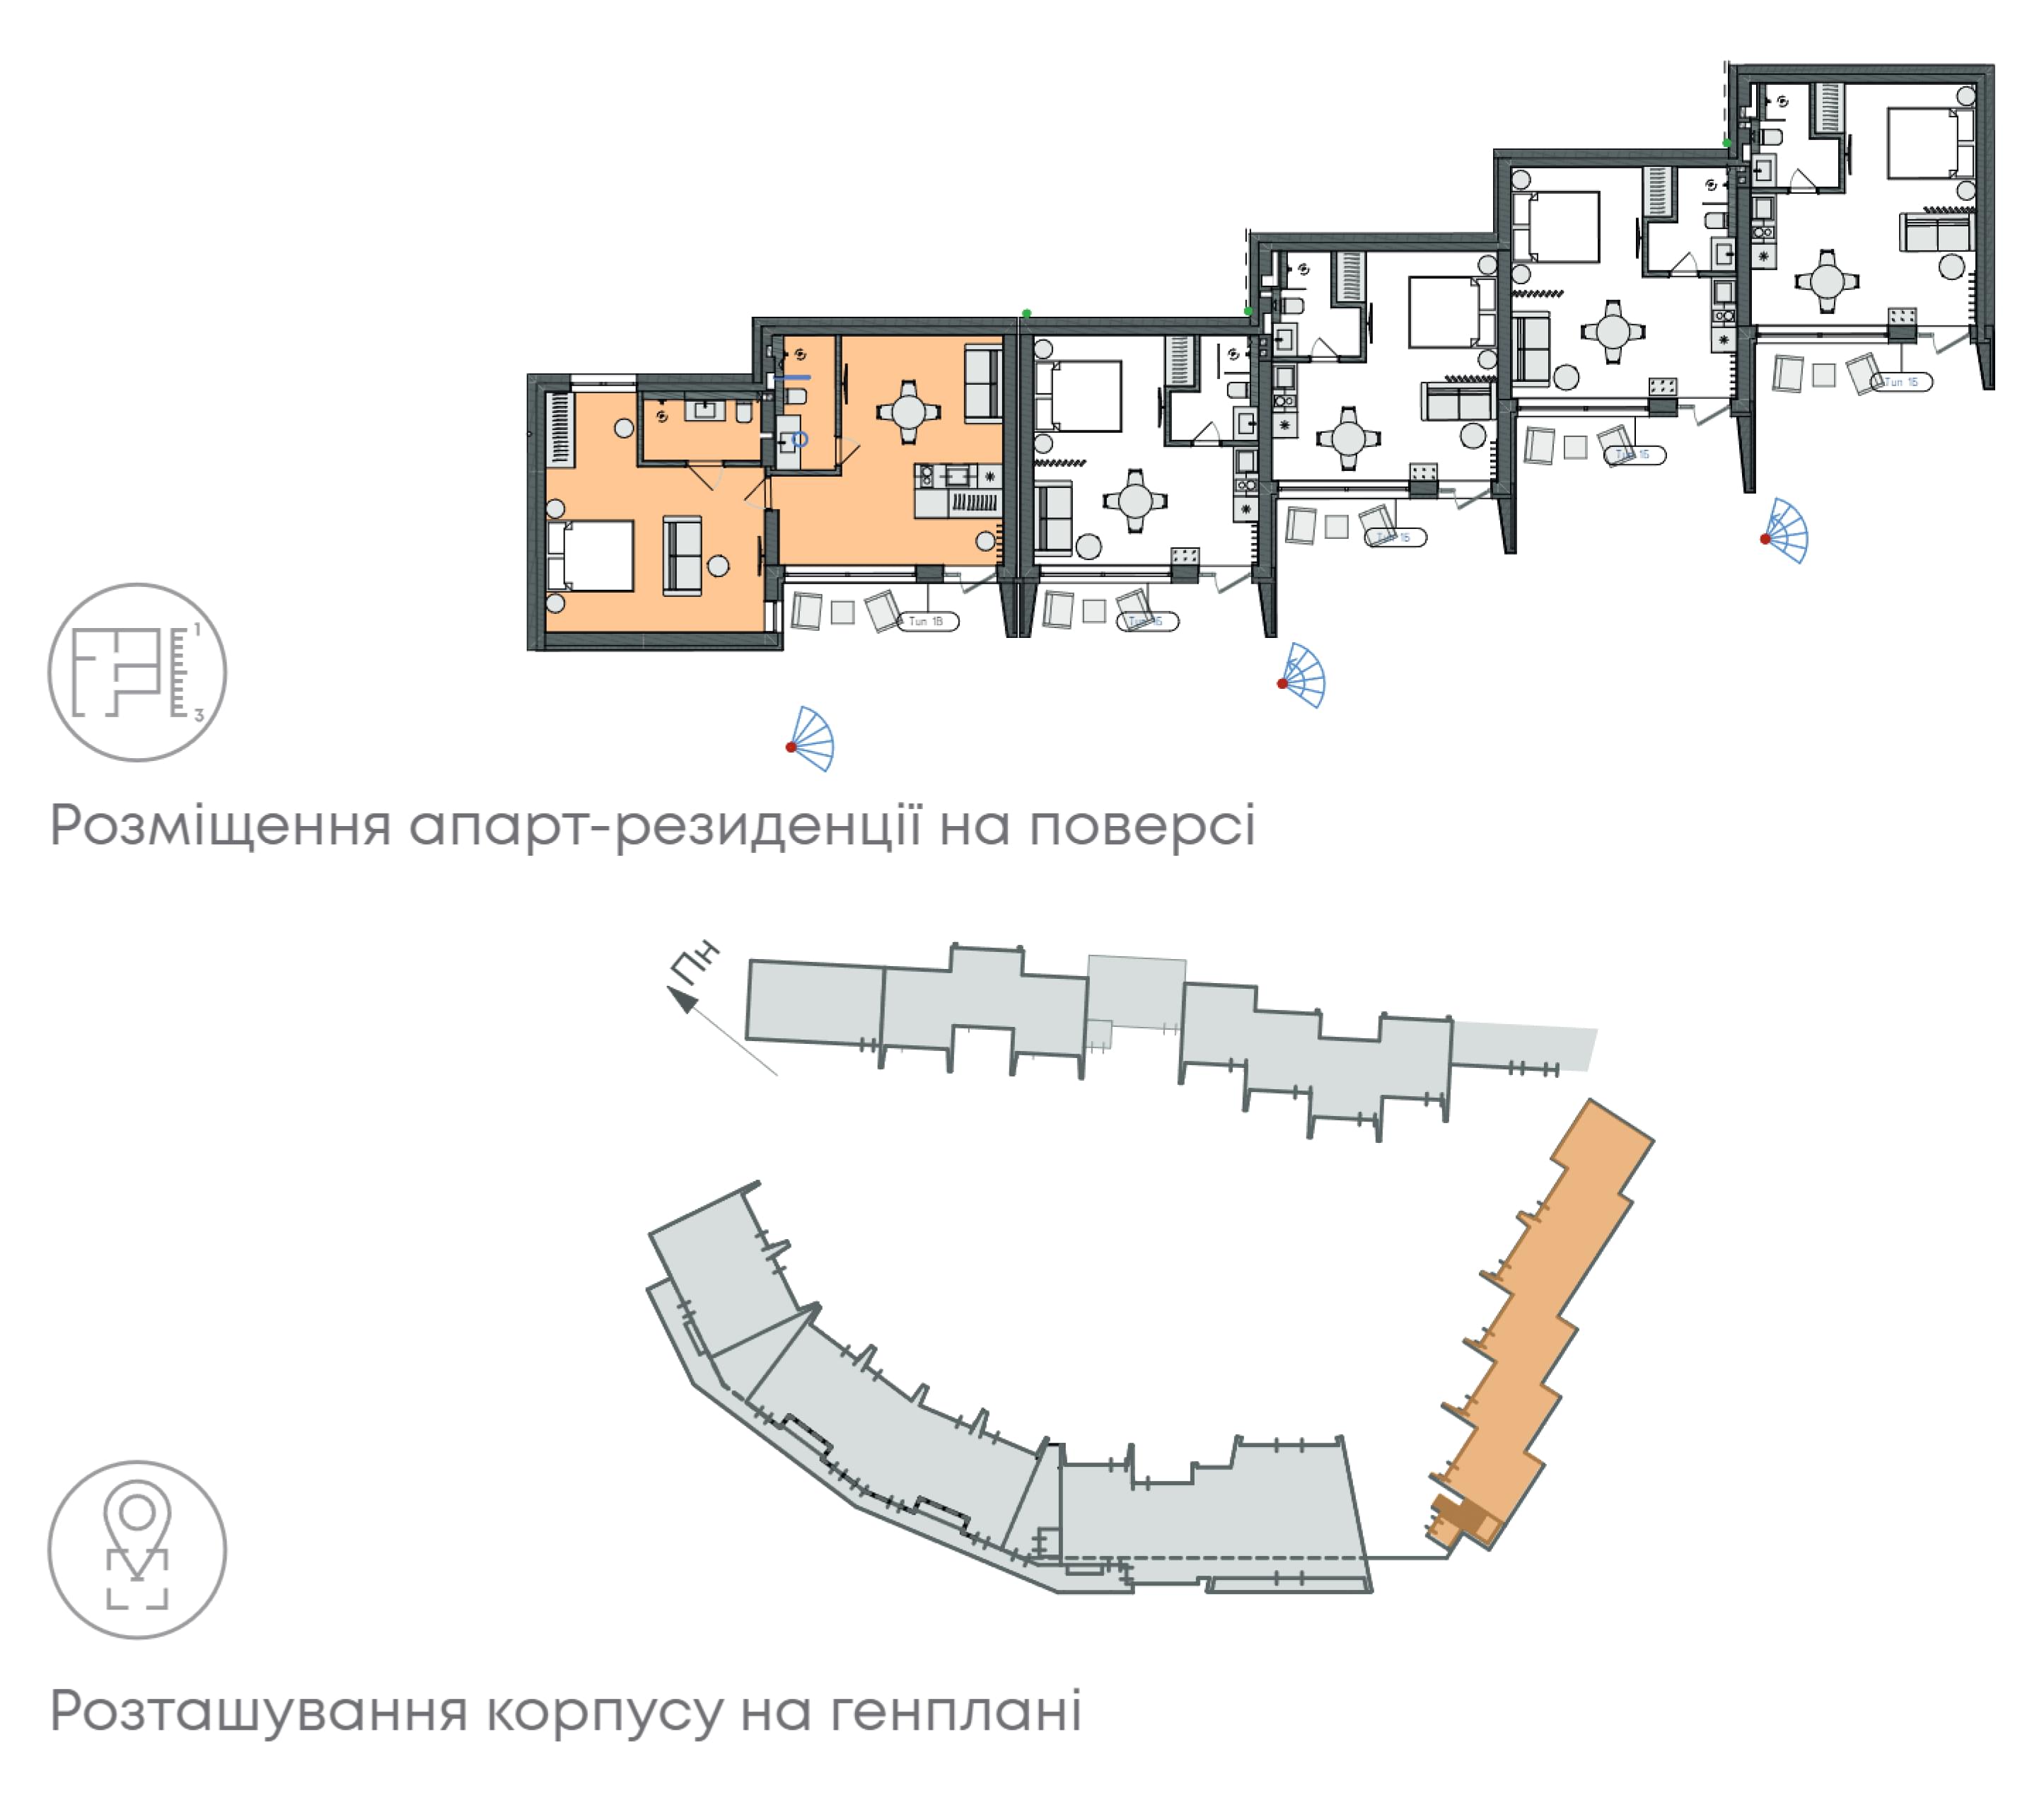 Тип 1Б
Тип 1Б
Тип 1Б
Тип 1В
Тип 1Б
1
3
Розміщення апарт-резиденції на поверсі
Пн
Розташування корпусу на генплані